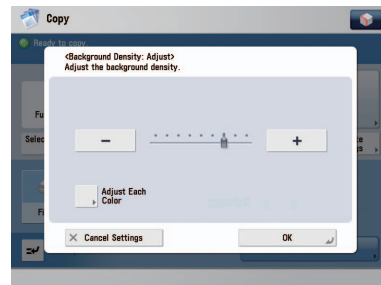 Copy
Ready to copy
<Background Density: Adjust>
Adjust the background density.
Fu
Selec
−
+
Adjust Each
Color
Fi
Cancel Settings
OK